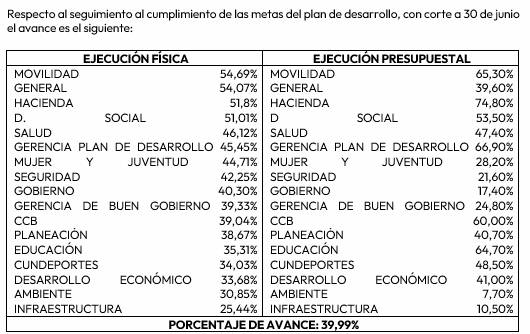 Respecto al seguimiento al cumplimiento de las metas del plan de desarrollo, con corte a 30 de junio
el avance es el siguiente:
EJECUCIÓN FÍSICA EJECUCIÓN PRESUPUESTAL
MOVILIDAD 54,69% MOVILIDAD 65,30%
GENERAL 54,07% GENERAL 39,60%
HACIENDA 51,8% HACIENDA 74,80%
D. SOCIAL 51,01% D SOCIAL 53,50%
SALUD 46,12% SALUD 47,40%
GERENCIA PLAN DE DESARROLLO 45,45% GERENCIA PLAN DE DESARROLLO 66,90%
MUJER Y JUVENTUD 44,71% MUJER Y JUVENTUD 28,20%
SEGURIDAD 42,25% SEGURIDAD 21,60%
GOBIERNO 40,30% GOBIERNO 17,40%
GERENCIA DE BUEN GOBIERNO 39,33% GERENCIA DE BUEN GOBIERNO 24,80%
CCB 39,04% CCB 60,00%
PLANEACIÓN 38,67% PLANEACIÓN 40,70%
EDUCACIÓN 35,31% EDUCACIÓN 64,70%
CUNDEPORTES 34,03% CUNDEPORTES 48,50%
DESARROLLO ECONÓMICO 33,68% DESARROLLO ECONÓMICO 41,00%
AMBIENTE 30,85% AMBIENTE 7,70%
INFRAESTRUCTURA 25,44% INFRAESTRUCTURA 10,50%
PORCENTAJE DE AVANCE: 39,99%